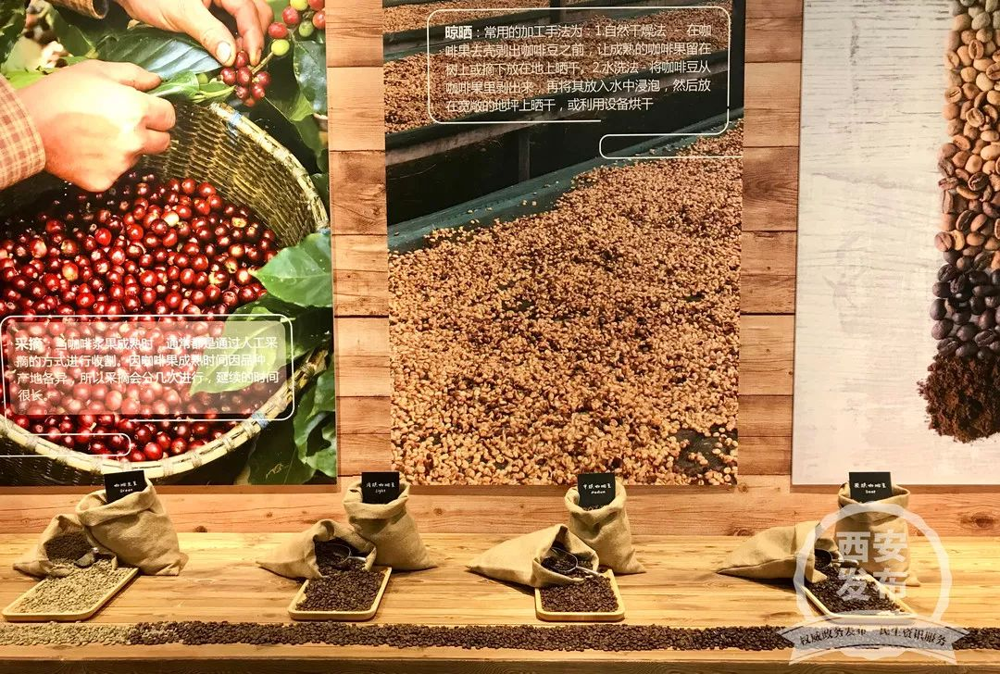 晾晒：常用的加工手法为：1.自然干燥法 - 在咖
啡果去壳剥出咖啡豆之前，让成熟的咖啡果留在
树上或摘下放在地上晒干。2.水洗法 - 将咖啡豆从
咖啡果里剥出来，再将其放入水中浸泡，然后放
在宽敞的地坪上晒干，或利用设备烘干
采摘：当咖啡浆果成熟时，通常都是通过人工采
摘的方式进行收割。因咖啡果成熟时间因品种、
产地各异，所以采摘会分几次进行，延续的时间
很长。
咖啡生豆
Green
浅烘咖啡豆
Light
中烘咖啡豆
Medium
深烘咖啡豆
西安
发布
权威政务发布 民生资讯服务